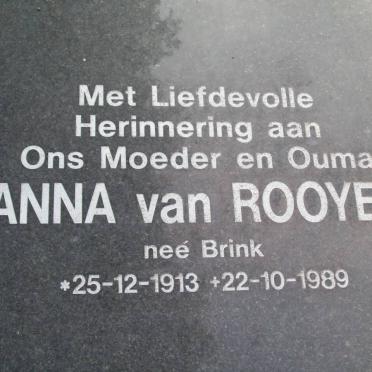 Met Liefdevolle
Herinnering aan
Ons Moeder en Ouma
ANNA van ROOYE
neé Brink
*25-12-1913 +22-10-1989